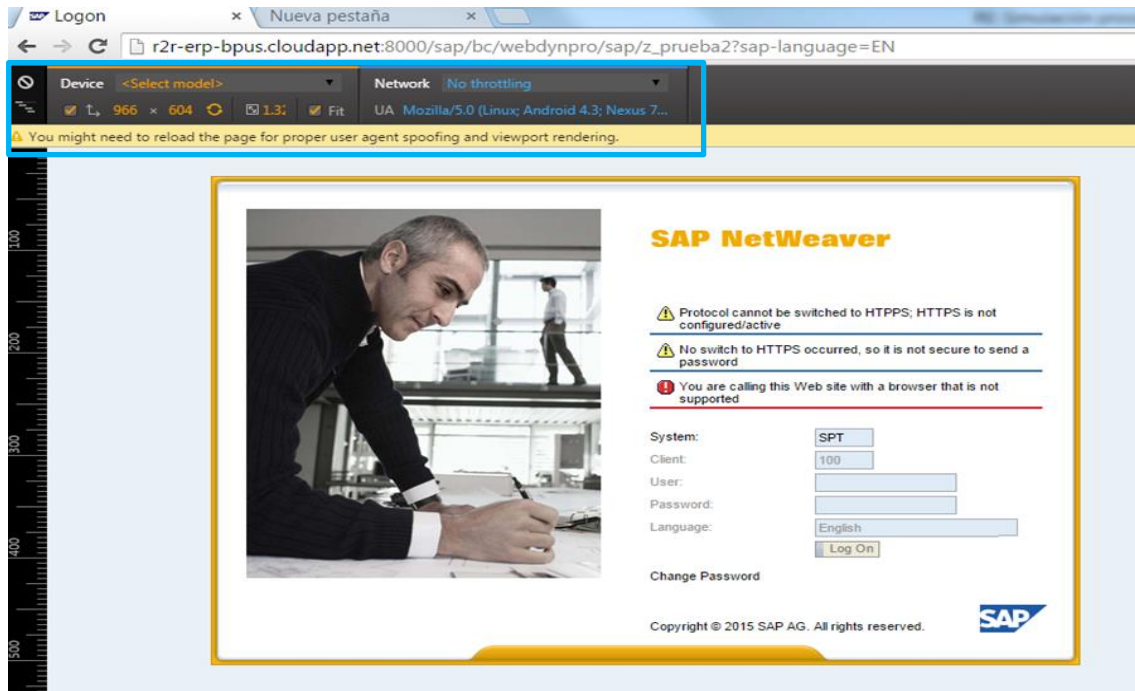 Logon
Nueva pestaña
r2r-erp-bpus.cloudapp.net:8000/sap/bc/webdynpro/sap/z_prueba2?sap-language=EN
Device <Select model> Network No throttling
966 × 604 Fit UA Mozilla/5.0 (Linux; Android 4.3; Nexus 7...
You might need to reload the page for proper user agent spoofing and viewport rendering.
100
200
300
400
500
SAP NetWeaver
Protocol cannot be switched to HTPPS; HTTPS is not
configured/active
No switch to HTTPS occurred, so it is not secure to send a
password
You are calling this Web site with a browser that is not
supported
System: SPT
Client: 100
User:
Password:
Language: English
Log On
Change Password
Copyright © 2015 SAP AG. All rights reserved.
SAP